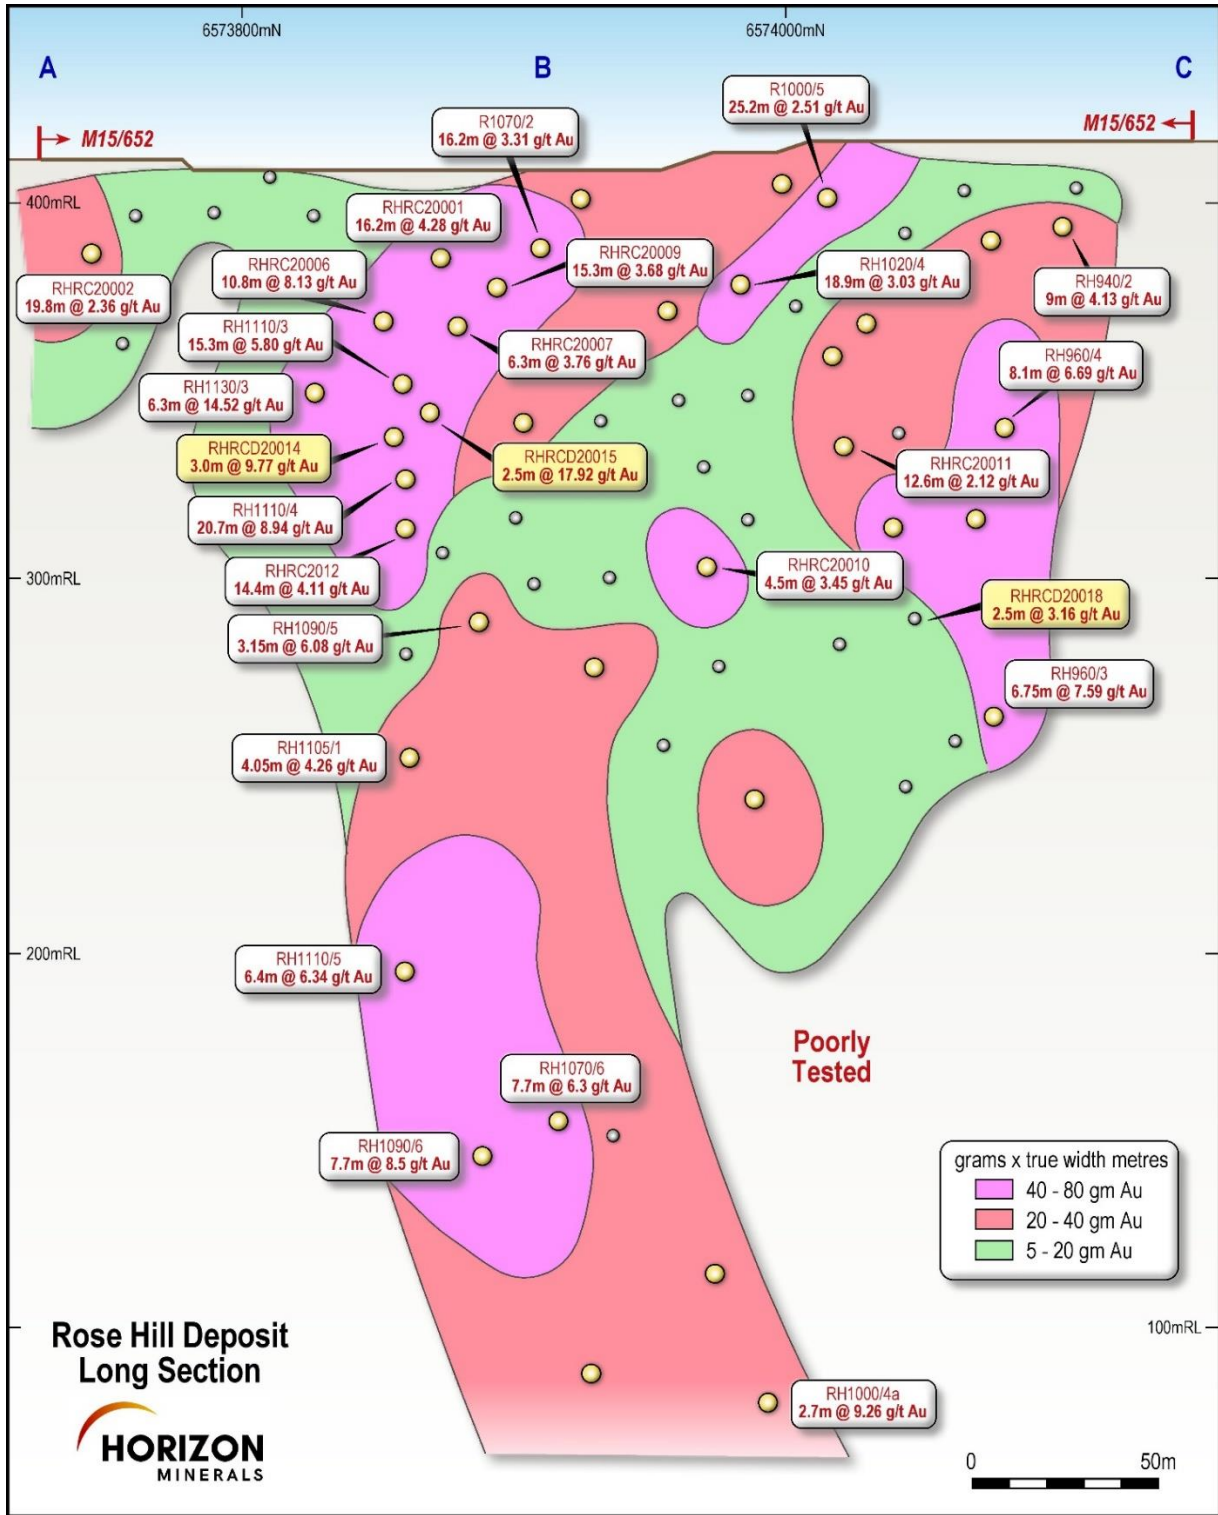 6573800mN
6574000mN
A
B
C
M15/652
M15/652
R1000/5
25.2m @ 2.51 g/t Au
R1070/2
16.2m @ 3.31 g/t Au
400mRL
RHRC20001
16.2m @ 4.28 g/t Au
RHRC20006
10.8m @ 8.13 g/t Au
RHRC20009
15.3m @ 3.68 g/t Au
RH1020/4
18.9m @ 3.03 g/t Au
RH940/2
9m @ 4.13 g/t Au
RHRC20002
19.8m @ 2.36 g/t Au
RH1110/3
15.3m @ 5.80 g/t Au
RHRC20007
6.3m @ 3.76 g/t Au
RH960/4
8.1m @ 6.69 g/t Au
RH1130/3
6.3m @ 14.52 g/t Au
RHRCD20014
3.0m @ 9.77 g/t Au
RHRCD20015
2.5m @ 17.92 g/t Au
RHRC20011
12.6m @ 2.12 g/t Au
RH1110/4
20.7m @ 8.94 g/t Au
RHRC2012
14.4m @ 4.11 g/t Au
300mRL
RHRC20010
4.5m @ 3.45 g/t Au
RHRCD20018
2.5m @ 3.16 g/t Au
RH1090/5
3.15m @ 6.08 g/t Au
RH960/3
6.75m @ 7.59 g/t Au
RH1105/1
4.05m @ 4.26 g/t Au
200mRL
RH1110/5
6.4m @ 6.34 g/t Au
Poorly
Tested
RH1070/6
7.7m @ 6.3 g/t Au
RH1090/6
7.7m @ 8.5 g/t Au
grams x true width metres
40 - 80 gm Au
20 - 40 gm Au
5 - 20 gm Au
100mRL
Rose Hill Deposit
Long Section
HORIZON
MINERALS
RH1000/4a
2.7m @ 9.26 g/t Au
0
50m